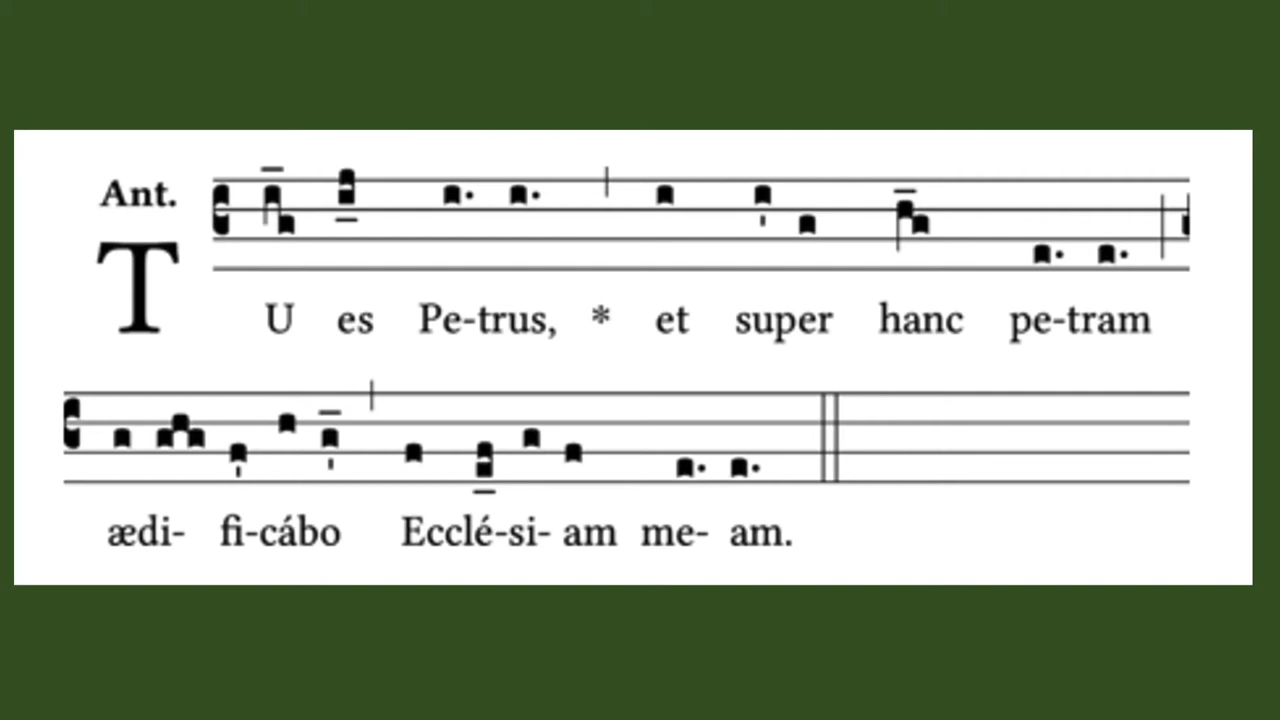 Ant.
TU es Pe-trus, * et super hanc pe-tram
ædi- fi-cábo Ecclé-si- am me- am.